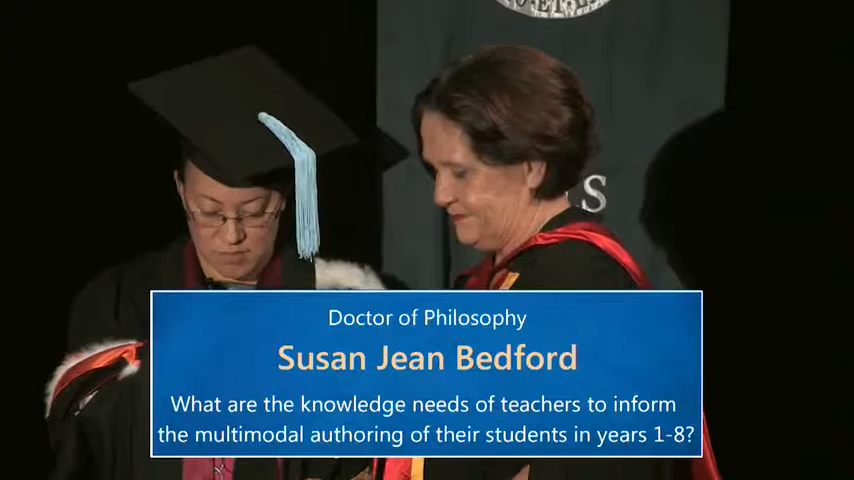 Doctor of Philosophy
Susan Jean Bedford
What are the knowledge needs of teachers to inform
the multimodal authoring of their students in years 1-8?